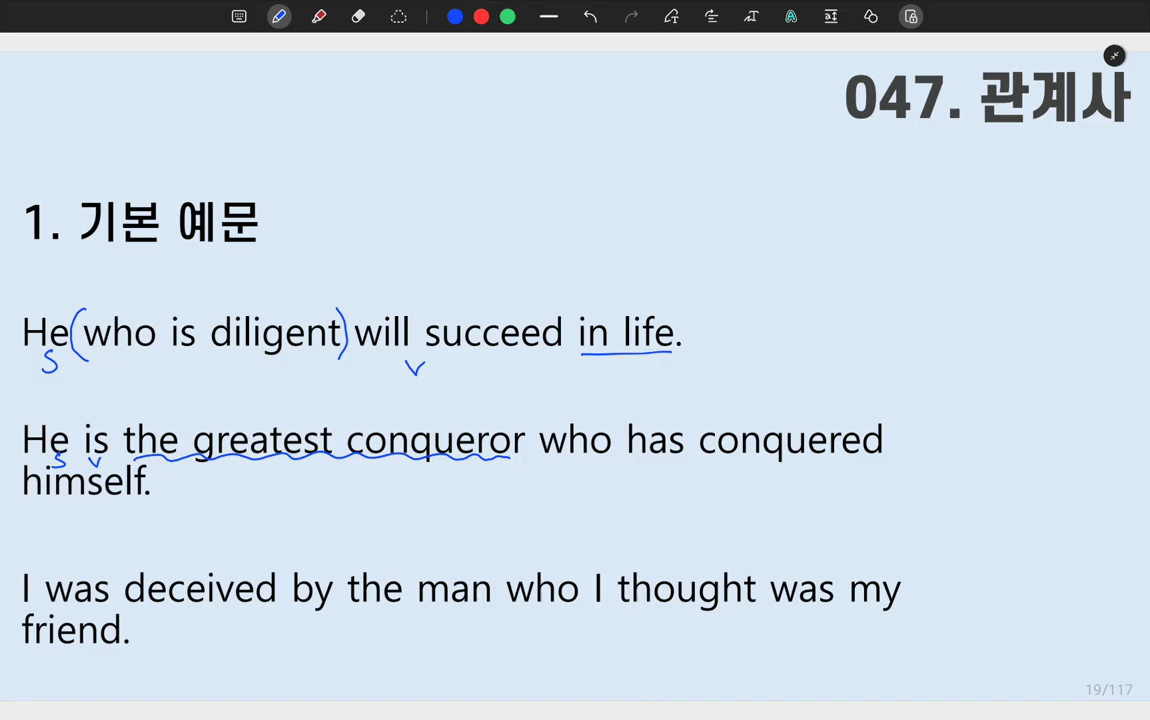 047. 관계사
1. 기본 예문
He (who is diligent) will succeed in life.
S V
He is the greatest conqueror who has conquered
S V
himself.
I was deceived by the man who I thought was my
friend.
19/117